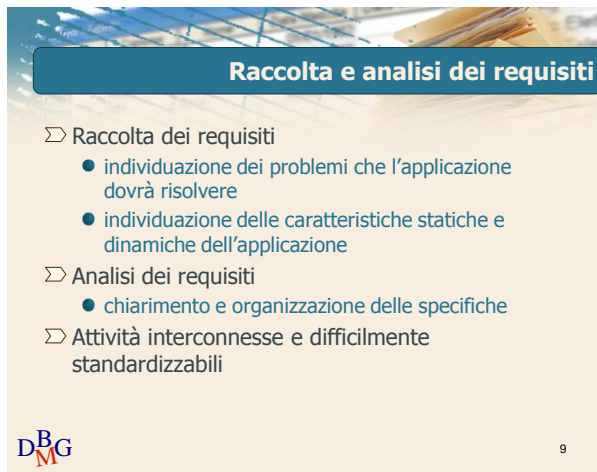 Raccolta e analisi dei requisiti
Raccolta dei requisiti
individuazione dei problemi che l'applicazione
dovrà risolvere
individuazione delle caratteristiche statiche e
dinamiche dell'applicazione
Analisi dei requisiti
chiarimento e organizzazione delle specifiche
Attività interconnesse e difficilmente
standardizzabili
DBMG
9